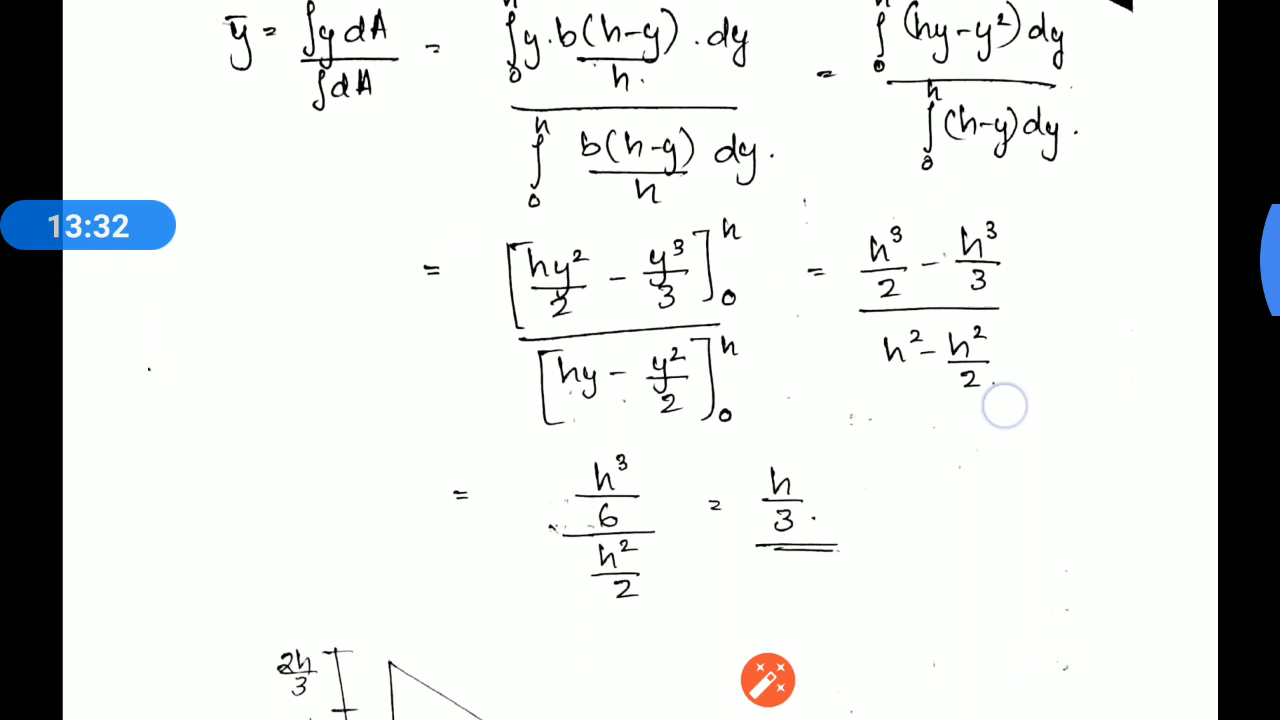 ȳ = ∫y dA / ∫dA = ∫₀ʰ y·b(h-y)/h · dy / ∫₀ʰ b(h-y)/h dy. = ∫₀ʰ (hy-y²) dy / ∫₀ʰ (h-y) dy.
13:32
= [hy²/2 - y³/3]₀ʰ / [hy - y²/2]₀ʰ = h³/2 - h³/3 / h² - h²/2.
= h³/6 / h²/2 = h/3.
2h/3